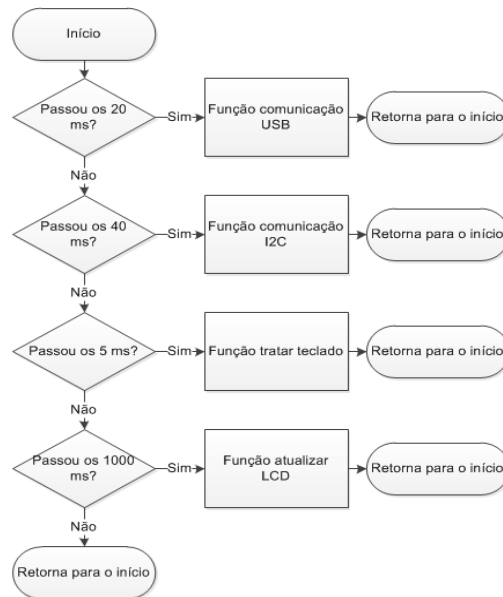 Início
Passou os 20
ms?
Sim
Função comunicação
USB
Retorna para o início
Não
Passou os 40
ms?
Sim
Função comunicação
I2C
Retorna para o início
Não
Passou os 5 ms?
Sim
Função tratar teclado
Retorna para o início
Não
Passou os 1000
ms?
Sim
Função atualizar
LCD
Retorna para o início
Não
Retorna para o início